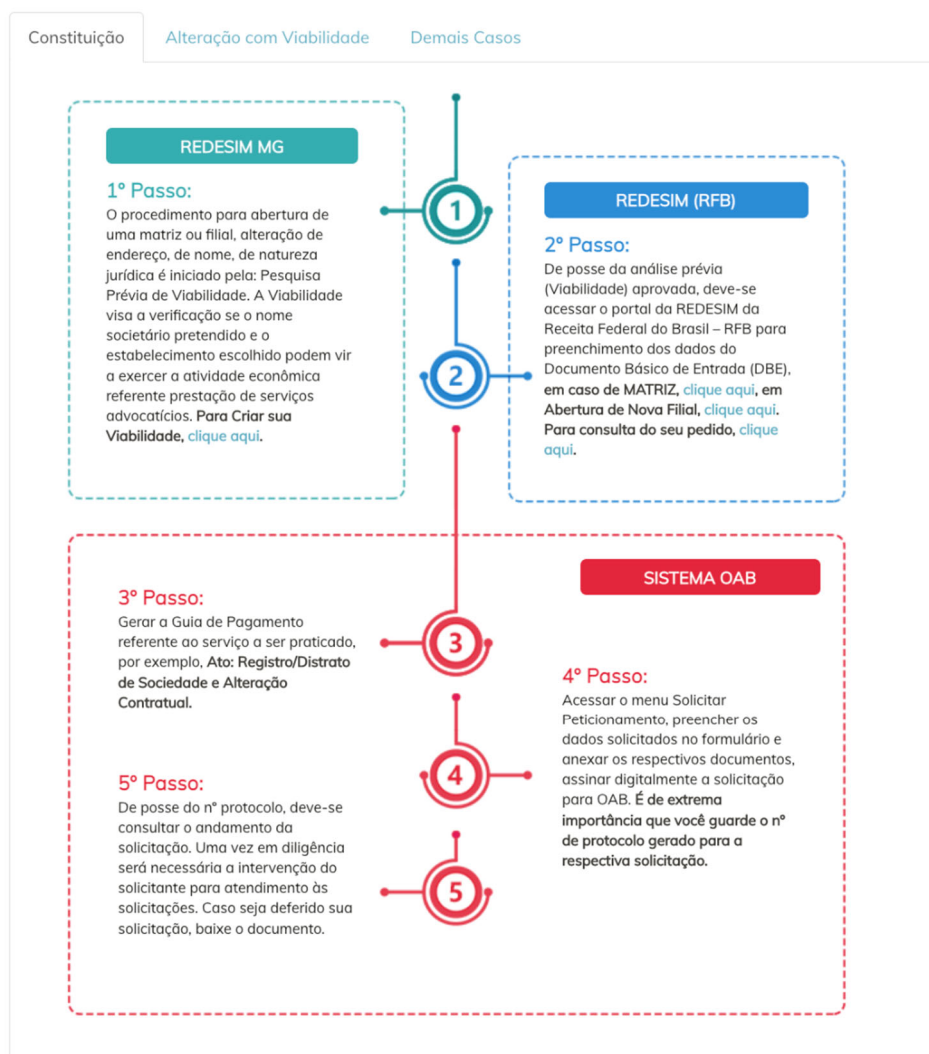 Constituição
Alteração com Viabilidade
Demais Casos
REDESIM MG
1º Passo:
O procedimento para abertura de
uma matriz ou filial, alteração de
endereço, de nome, de natureza
jurídica é iniciado pela: Pesquisa
Prévia de Viabilidade. A Viabilidade
visa a verificação se o nome
societário pretendido e o
estabelecimento escolhido podem vir
a exercer a atividade econômica
referente prestação de serviços
advocatícios. Para Criar sua
Viabilidade, clique aqui.
1
REDESIM (RFB)
2º Passo:
De posse da análise prévia
(Viabilidade) aprovada, deve-se
acessar o portal da REDESIM da
Receita Federal do Brasil – RFB para
preenchimento dos dados do
Documento Básico de Entrada (DBE),
em caso de MATRIZ, clique aqui, em
Abertura de Nova Filial, clique aqui.
Para consulta do seu pedido, clique
aqui.
2
SISTEMA OAB
3º Passo:
Gerar a Guia de Pagamento
referente ao serviço a ser praticado,
por exemplo, Ato: Registro/Distrato
de Sociedade e Alteração
Contratual.
3
4º Passo:
Acessar o menu Solicitar
Peticionamento, preencher os
dados solicitados no formulário e
anexar os respectivos documentos,
assinar digitalmente a solicitação
para OAB. É de extrema
importância que você guarde o nº
de protocolo gerado para a
respectiva solicitação.
4
5º Passo:
De posse do nº protocolo, deve-se
consultar o andamento da
solicitação. Uma vez em diligência
será necessária a intervenção do
solicitante para atendimento às
solicitações. Caso seja deferido sua
solicitação, baixe o documento.
5